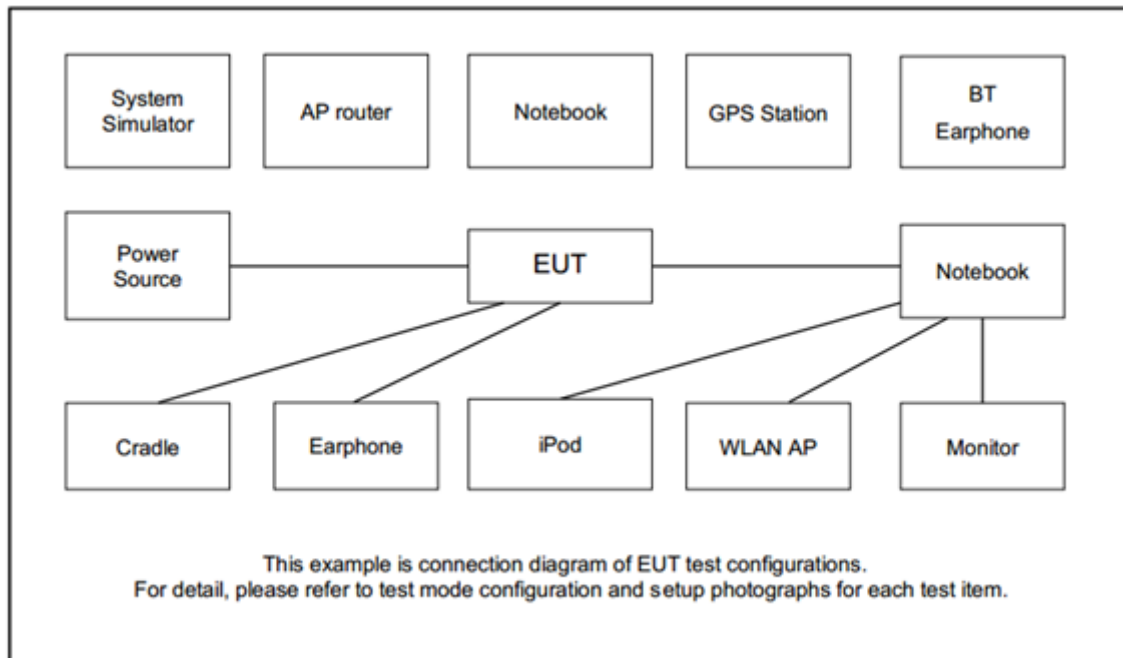 System
Simulator
AP router
Notebook
GPS Station
BT
Earphone
Power
Source
EUT
Notebook
Cradle
Earphone
iPod
WLAN AP
Monitor
This example is connection diagram of EUT test configurations.
For detail, please refer to test mode configuration and setup photographs for each test item.